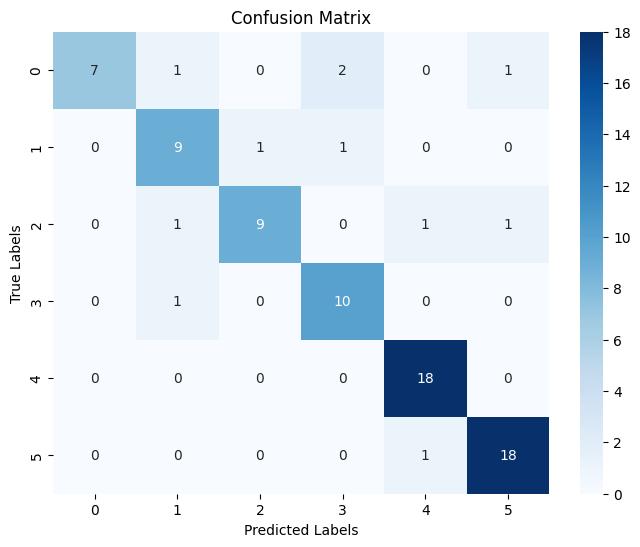 Confusion Matrix
True Labels
0 7 1 0 2 0 1
1 0 9 1 1 0 0
2 0 1 9 0 1 1
3 0 1 0 10 0 0
4 0 0 0 0 18 0
5 0 0 0 0 1 18
0 1 2 3 4 5
Predicted Labels
18
16
14
12
10
8
6
4
2
0